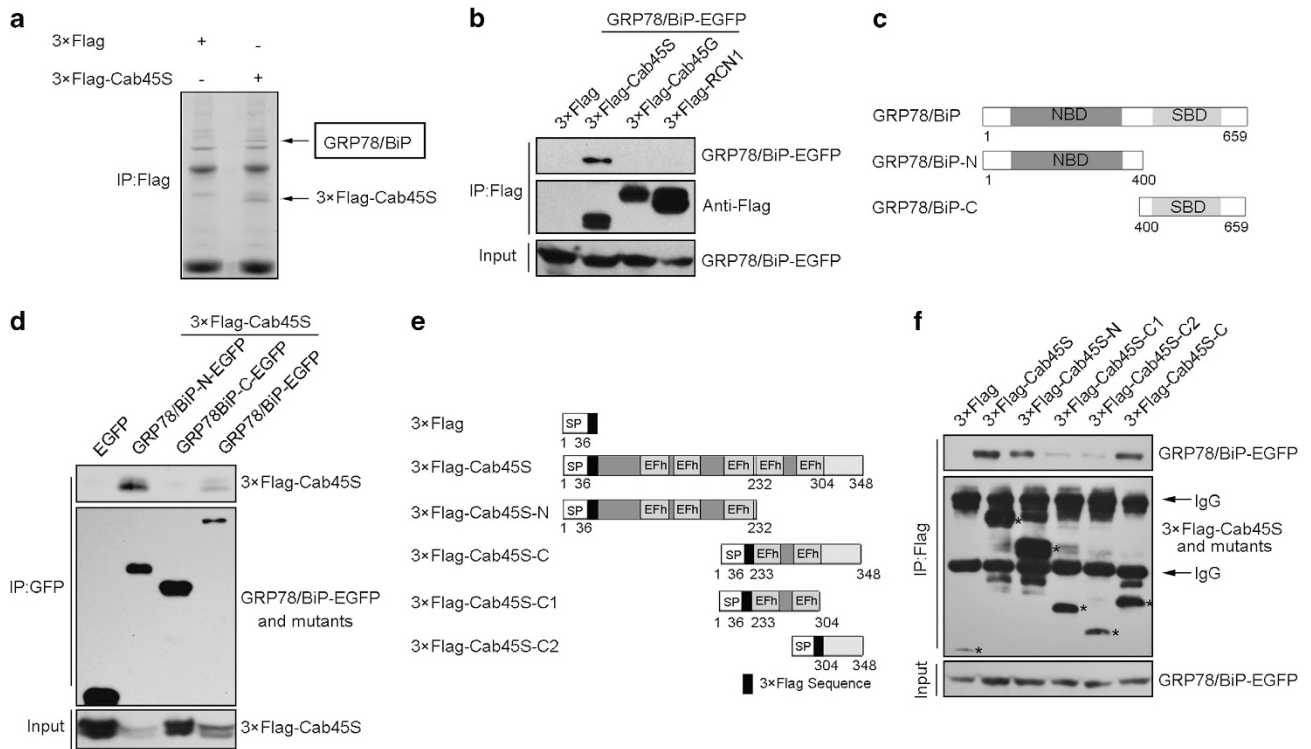 a
3×Flag + -
3×Flag-Cab45S - +
IP:Flag
GRP78/BiP
3×Flag-Cab45S
b
GRP78/BiP-EGFP
3×Flag
3×Flag-Cab45S
3×Flag-Cab45G
3×Flag-RCN1
IP:Flag
GRP78/BiP-EGFP
Anti-Flag
Input
GRP78/BiP-EGFP
c
GRP78/BiP
NBD
SBD
1
659
GRP78/BiP-N
NBD
1
400
GRP78/BiP-C
SBD
400
659
d
3×Flag-Cab45S
EGFP
GRP78/BiP-N-EGFP
GRP78BiP-C-EGFP
GRP78/BiP-EGFP
3×Flag-Cab45S
IP:GFP
GRP78/BiP-EGFP
and mutants
Input
3×Flag-Cab45S
e
3×Flag
SP
1 36
3×Flag-Cab45S
SP EFh EFh EFh EFh EFh
1 36 232 304 348
3×Flag-Cab45S-N
SP EFh EFh EFh
1 36 232
3×Flag-Cab45S-C
SP EFh EFh
1 36 233 348
3×Flag-Cab45S-C1
SP EFh EFh
1 36 233 304
3×Flag-Cab45S-C2
SP
304 348
3×Flag Sequence
f
3×Flag
3×Flag-Cab45S
3×Flag-Cab45S-N
3×Flag-Cab45S-C1
3×Flag-Cab45S-C2
3×Flag-Cab45S-C
GRP78/BiP-EGFP
IP:Flag
IgG
3×Flag-Cab45S
and mutants
IgG
* * * * * *
Input
GRP78/BiP-EGFP